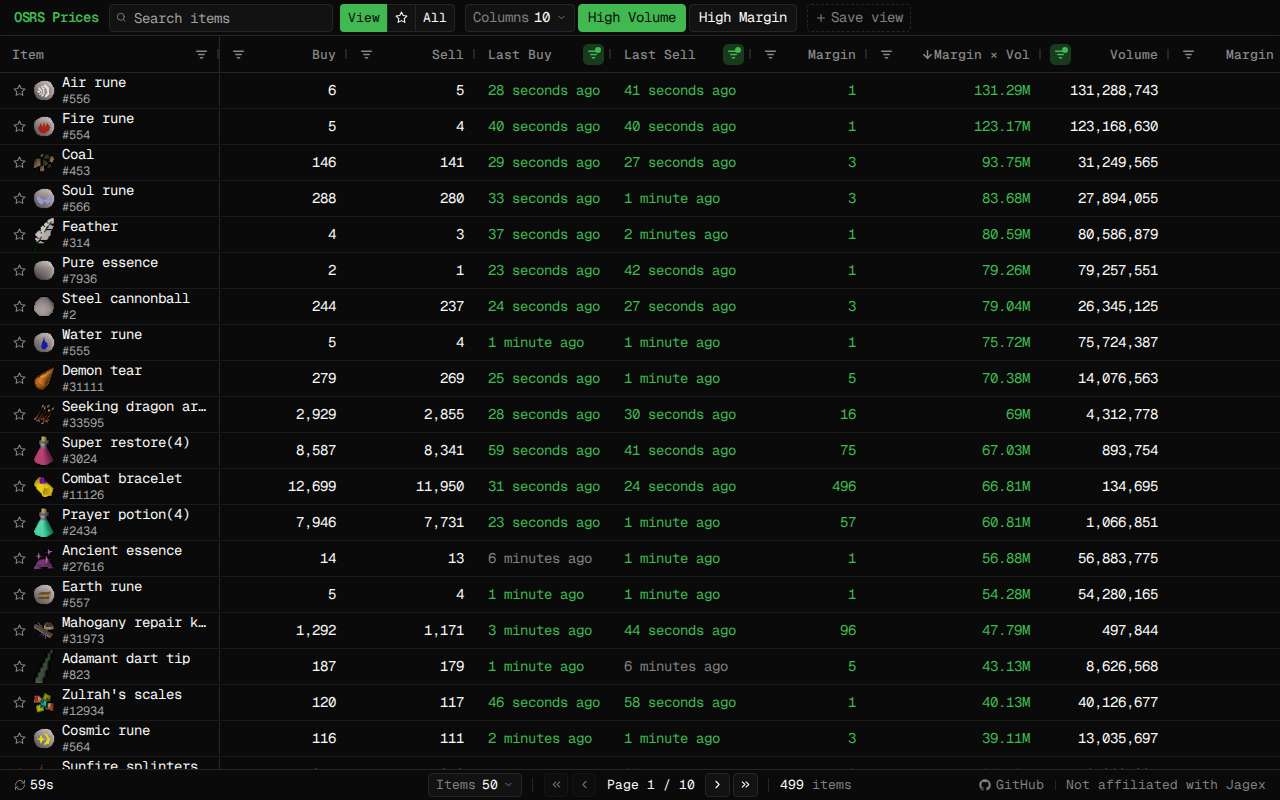 OSRS Prices Search items View All Columns 10 High Volume High Margin + Save view
Item Buy Sell Last Buy Last Sell Margin ↓Margin × Vol Volume Margin
Air rune
#556
6 5 28 seconds ago 41 seconds ago 1 131.29M 131,288,743
Fire rune
#554
5 4 40 seconds ago 40 seconds ago 1 123.17M 123,168,630
Coal
#453
146 141 29 seconds ago 27 seconds ago 3 93.75M 31,249,565
Soul rune
#566
288 280 33 seconds ago 1 minute ago 3 83.68M 27,894,055
Feather
#314
4 3 37 seconds ago 2 minutes ago 1 80.59M 80,586,879
Pure essence
#7936
2 1 23 seconds ago 42 seconds ago 1 79.26M 79,257,551
Steel cannonball
#2
244 237 24 seconds ago 27 seconds ago 3 79.04M 26,345,125
Water rune
#555
5 4 1 minute ago 1 minute ago 1 75.72M 75,724,387
Demon tear
#31111
279 269 25 seconds ago 1 minute ago 5 70.38M 14,076,563
Seeking dragon ar…
#33595
2,929 2,855 28 seconds ago 30 seconds ago 16 69M 4,312,778
Super restore(4)
#3024
8,587 8,341 59 seconds ago 41 seconds ago 75 67.03M 893,754
Combat bracelet
#11126
12,699 11,950 31 seconds ago 24 seconds ago 496 66.81M 134,695
Prayer potion(4)
#2434
7,946 7,731 23 seconds ago 1 minute ago 57 60.81M 1,066,851
Ancient essence
#27616
14 13 6 minutes ago 1 minute ago 1 56.88M 56,883,775
Earth rune
#557
5 4 1 minute ago 1 minute ago 1 54.28M 54,280,165
Mahogany repair k…
#31973
1,292 1,171 3 minutes ago 44 seconds ago 96 47.79M 497,844
Adamant dart tip
#823
187 179 1 minute ago 6 minutes ago 5 43.13M 8,626,568
Zulrah's scales
#12934
120 117 46 seconds ago 58 seconds ago 1 40.13M 40,126,677
Cosmic rune
#564
116 111 2 minutes ago 1 minute ago 3 39.11M 13,035,697
Sunfire splinters
59s Items 50 « ‹ Page 1 / 10 › » 499 items GitHub Not affiliated with Jagex